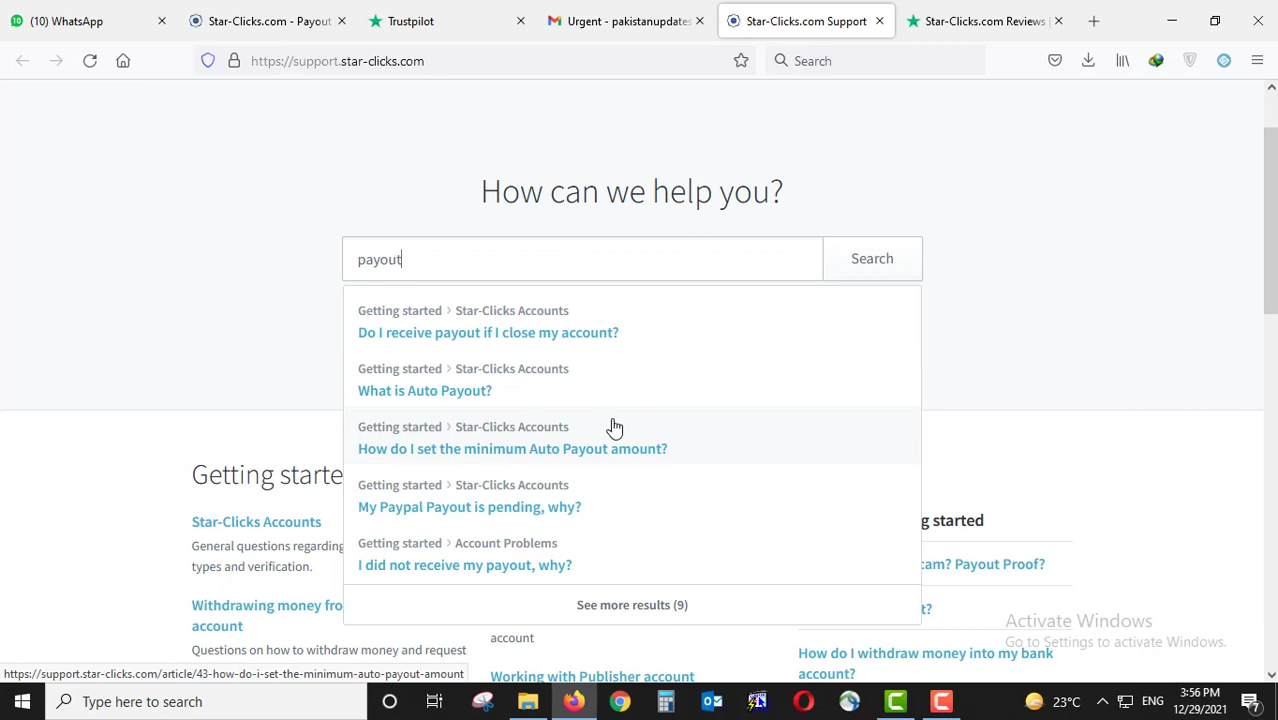 (10) WhatsApp
Star-Clicks.com - Payout
Trustpilot
Urgent - pakistanupdates
Star-Clicks.com Support
Star-Clicks.com Reviews
https://support.star-clicks.com
Search
How can we help you?
payout
Search
Getting started > Star-Clicks Accounts
Do I receive payout if I close my account?
Getting started > Star-Clicks Accounts
What is Auto Payout?
Getting started > Star-Clicks Accounts
How do I set the minimum Auto Payout amount?
Getting started > Star-Clicks Accounts
My Paypal Payout is pending, why?
Getting started > Account Problems
I did not receive my payout, why?
See more results (9)
Getting starte
Star-Clicks Accounts
General questions regarding
types and verification.
Withdrawing money fro
account
Questions on how to withdraw money and request
account
Working with Publisher account
g started
cam? Payout Proof?
t?
How do I withdraw money into my bank
account?
Activate Windows
Go to Settings to activate Windows.
https://support.star-clicks.com/article/43-how-do-i-set-the-minimum-auto-payout-amount
Type here to search
23°C
ENG
3:56 PM
12/29/2021
7